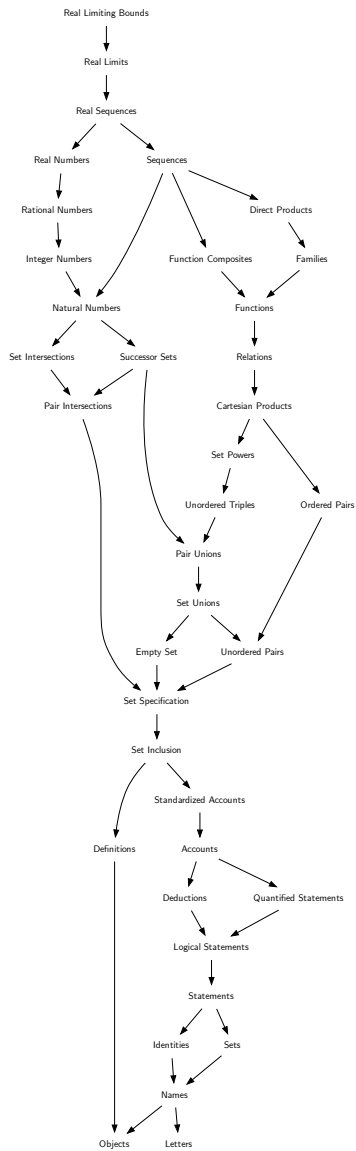 Real Limiting Bounds
Real Limits
Real Sequences
Real Numbers
Sequences
Rational Numbers
Direct Products
Integer Numbers
Function Composites
Families
Natural Numbers
Functions
Set Intersections
Successor Sets
Relations
Pair Intersections
Cartesian Products
Set Powers
Unordered Triples
Ordered Pairs
Pair Unions
Set Unions
Empty Set
Unordered Pairs
Set Specification
Set Inclusion
Standardized Accounts
Definitions
Accounts
Deductions
Quantified Statements
Logical Statements
Statements
Identities
Sets
Names
Objects
Letters